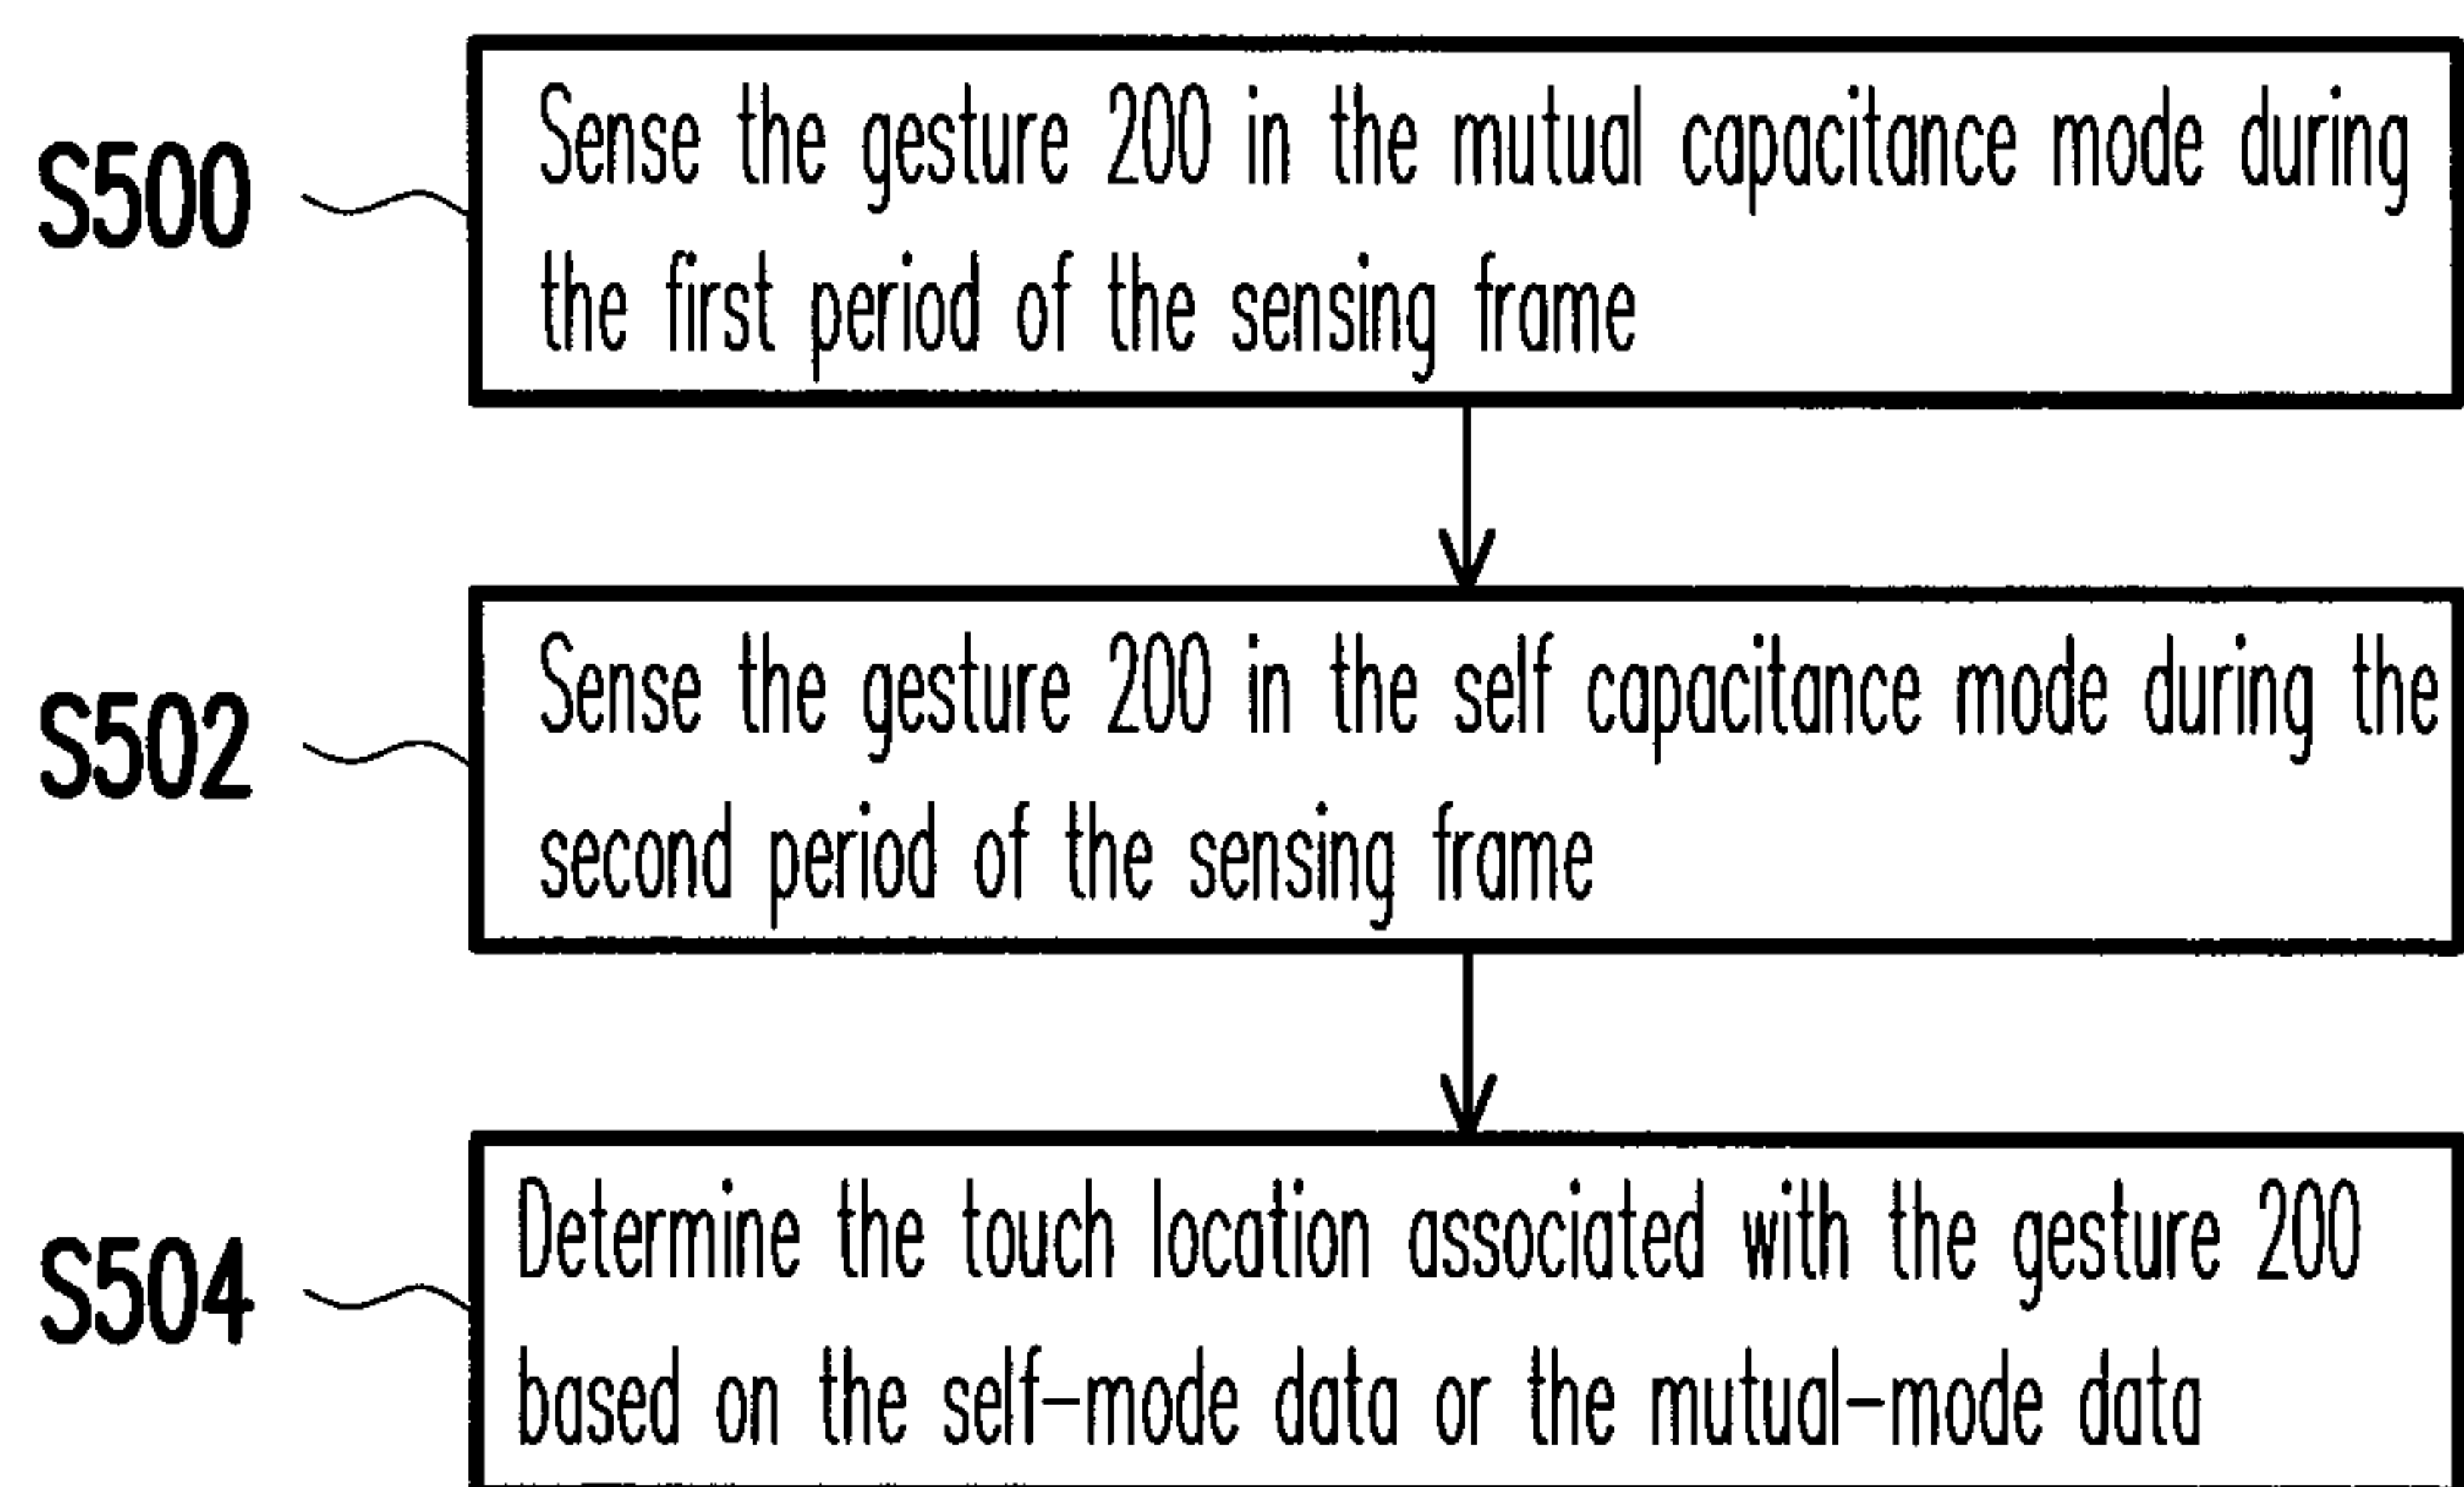 S500
Sense the gesture 200 in the mutual capacitance mode during
the first period of the sensing frame
S502
Sense the gesture 200 in the self capacitance mode during the
second period of the sensing frame
S504
Determine the touch location associated with the gesture 200
based on the self-mode data or the mutual-mode data